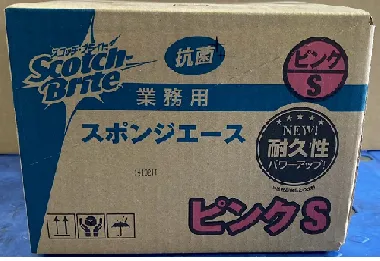 スコッチ・ブライト
Scotch-
Brite
抗菌
ピンク
S
業務用
スポンジエース
NEW!
耐久性
パワーアップ!
ピンクS